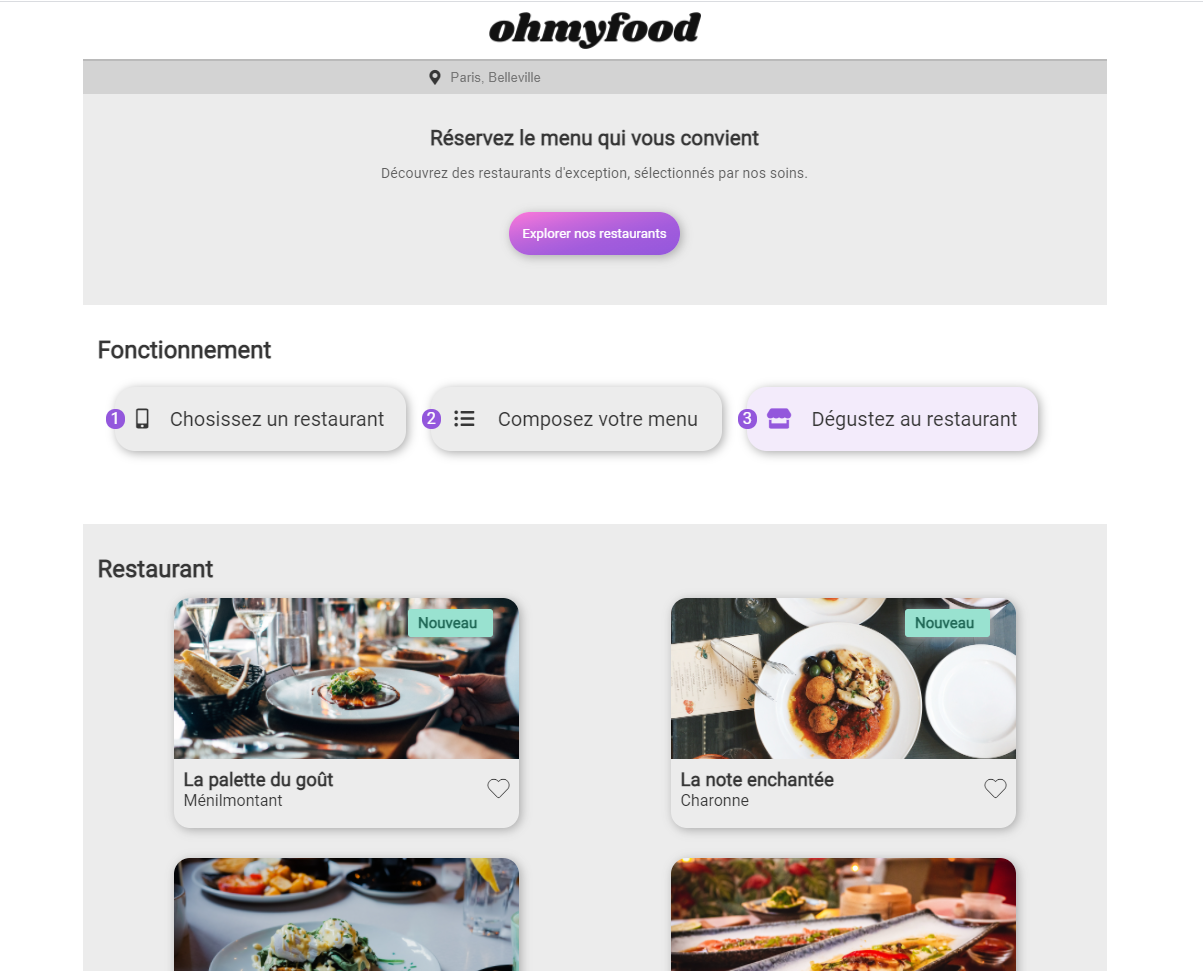 ohmyfood
Paris, Belleville
Réservez le menu qui vous convient
Découvrez des restaurants d'exception, sélectionnés par nos soins.
Explorer nos restaurants
Fonctionnement
1 Chosissez un restaurant
2 Composez votre menu
3 Dégustez au restaurant
Restaurant
Nouveau
La palette du goût
Ménilmontant
Nouveau
La note enchantée
Charonne